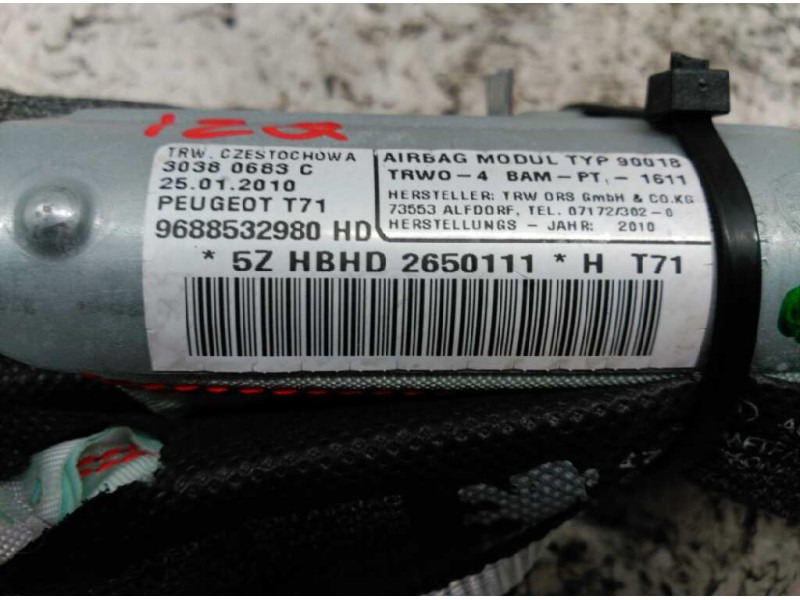 IZQ
TRW. CZESTOCHOWA
3038 0683 C
25.01.2010
PEUGEOT T71
9688532980 HD
AIRBAG MODUL TYP 90018
TRWO-4 BAM-PT,-1611
HERSTELLER: TRW ORS GmbH & CO.KG
73553 ALFDORF, TEL. 07172/302-0
HERSTELLUNGS - JAHR: 2010
* 5Z HBHD 2650111 * H T71